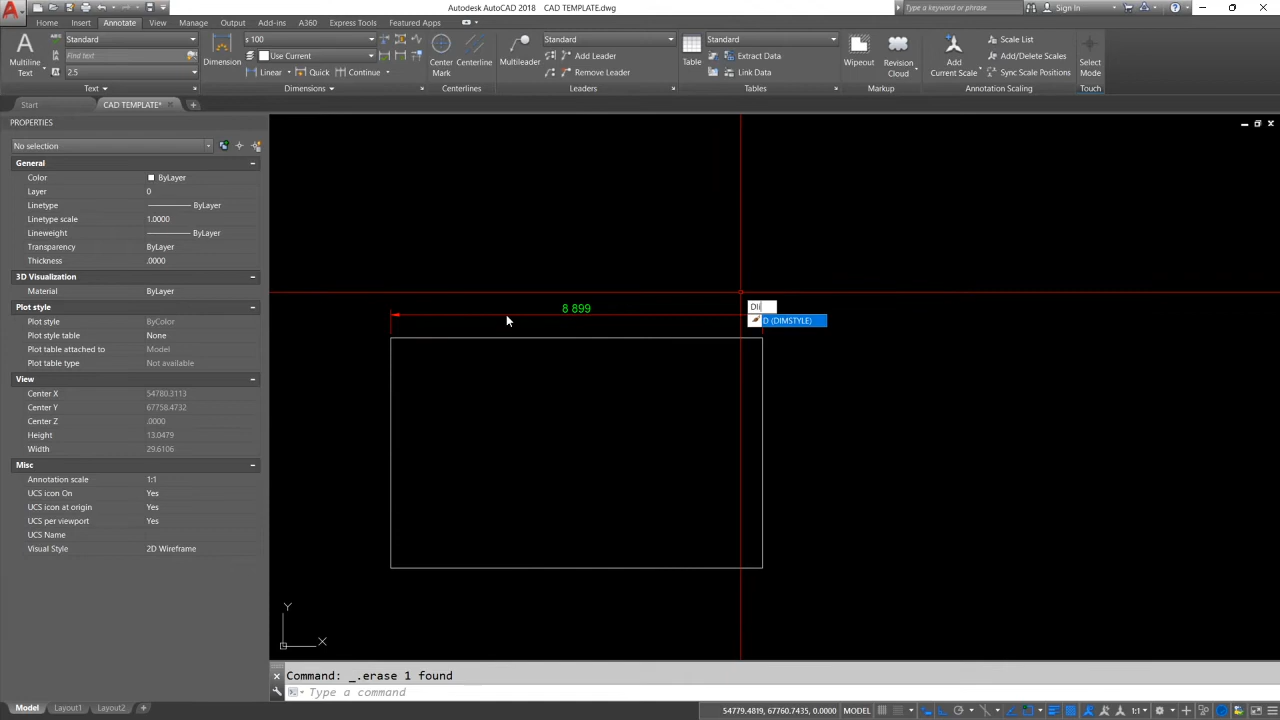 Autodesk AutoCAD 2018 CAD TEMPLATE.dwg
Type a keyword or phrase
Sign In
Home Insert Annotate View Manage Output Add-ins A360 Express Tools Featured Apps
Multiline Text
Standard
Find text
2.5
Text
Dimension
s 100
Use Current
Linear Quick Continue
Dimensions
Center Mark
Centerline
Centerlines
Multileader
Standard
Add Leader
Remove Leader
Leaders
Table
Standard
Extract Data
Link Data
Tables
Wipeout
Revision Cloud
Markup
Add Current Scale
Scale List
Add/Delete Scales
Sync Scale Positions
Annotation Scaling
Select Mode
Touch
Start CAD TEMPLATE*
PROPERTIES
No selection
General
Color ByLayer
Layer 0
Linetype ByLayer
Linetype scale 1.0000
Lineweight ByLayer
Transparency ByLayer
Thickness .0000
3D Visualization
Material ByLayer
Plot style
Plot style ByColor
Plot style table None
Plot table attached to Model
Plot table type Not available
View
Center X 54780.3113
Center Y 67758.4732
Center Z .0000
Height 13.0479
Width 29.6106
Misc
Annotation scale 1:1
UCS icon On Yes
UCS icon at origin Yes
UCS per viewport Yes
UCS Name
Visual Style 2D Wireframe
8 899
D (DIMSTYLE)
Y
X
Command: _.erase 1 found
Type a command
Model Layout1 Layout2
54779.4819, 67760.7435, 0.0000 MODEL
1:1